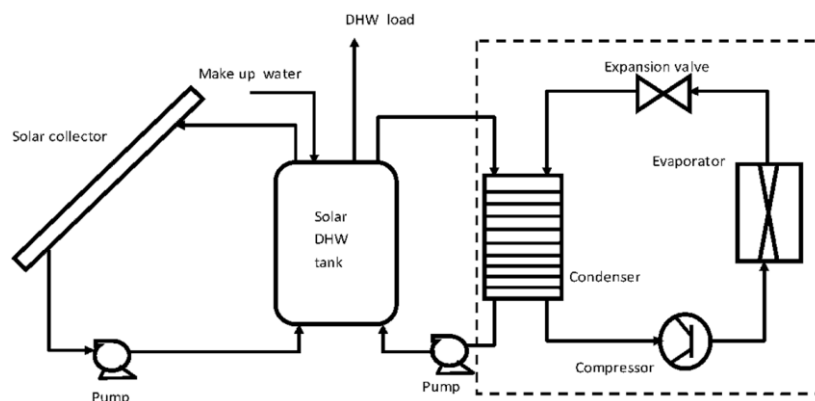 DHW load
Make up water
Expansion valve
Solar collector
Evaporator
Solar
DHW
tank
Condenser
Compressor
Pump
Pump